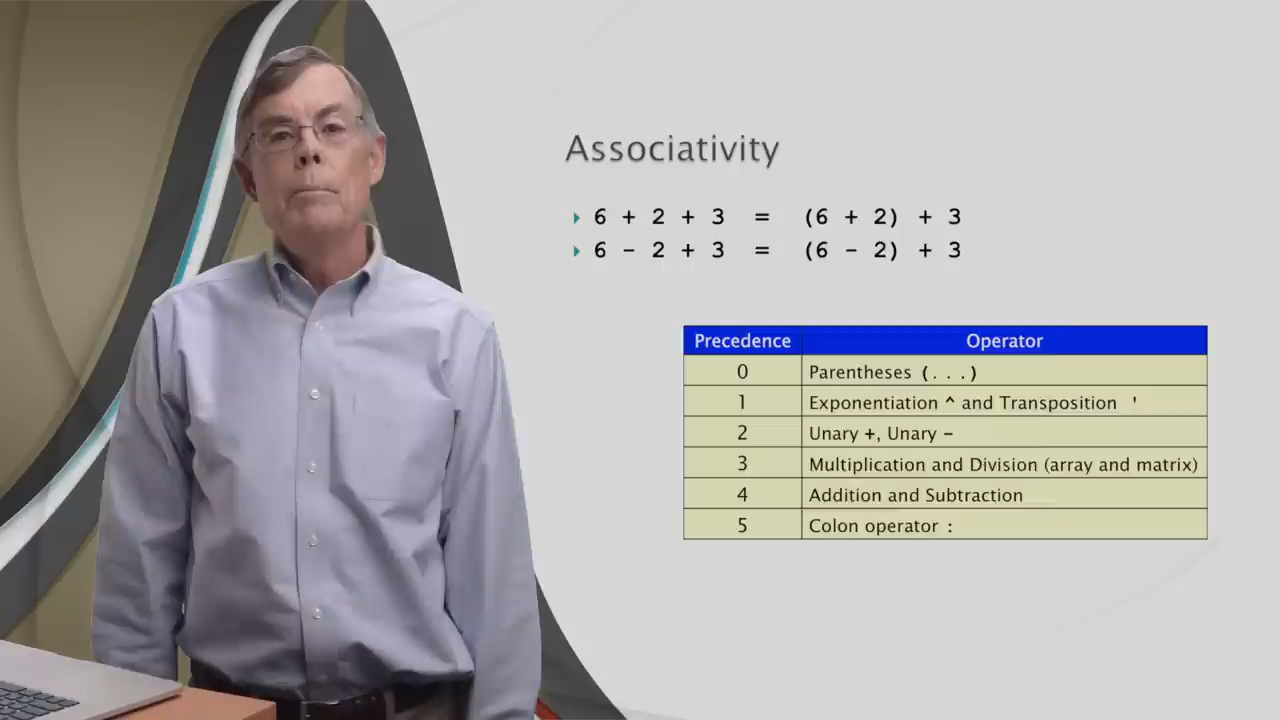 Associativity
6 + 2 + 3 = (6 + 2) + 3
6 - 2 + 3 = (6 - 2) + 3
Precedence Operator
0 Parentheses (...)
1 Exponentiation ^ and Transposition '
2 Unary +, Unary -
3 Multiplication and Division (array and matrix)
4 Addition and Subtraction
5 Colon operator :